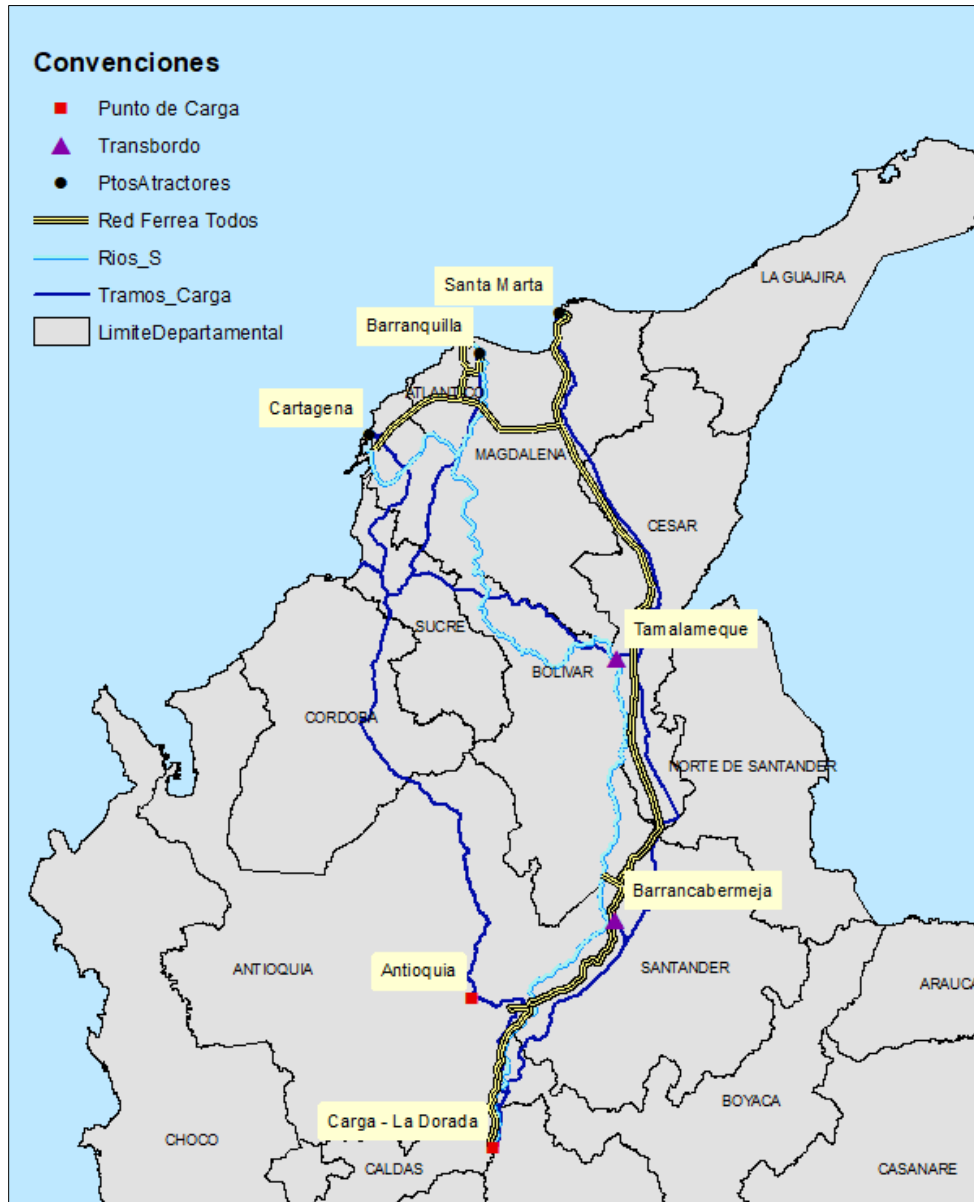 Convenciones
Punto de Carga
Transbordo
PtosAtractores
Red Ferrea Todos
Rios_S
Tramos_Carga
LimiteDepartamental
LA GUAJIRA
Santa Marta
Barranquilla
ATLANTICO
Cartagena
MAGDALENA
CESAR
SUCRE
Tamalameque
BOLIVAR
CORDOBA
NORTE DE SANTANDER
Barrancabermeja
ANTIOQUIA
Antioquia
SANTANDER
ARAUCA
BOYACA
Carga - La Dorada
CHOCO
CALDAS
CASANARE